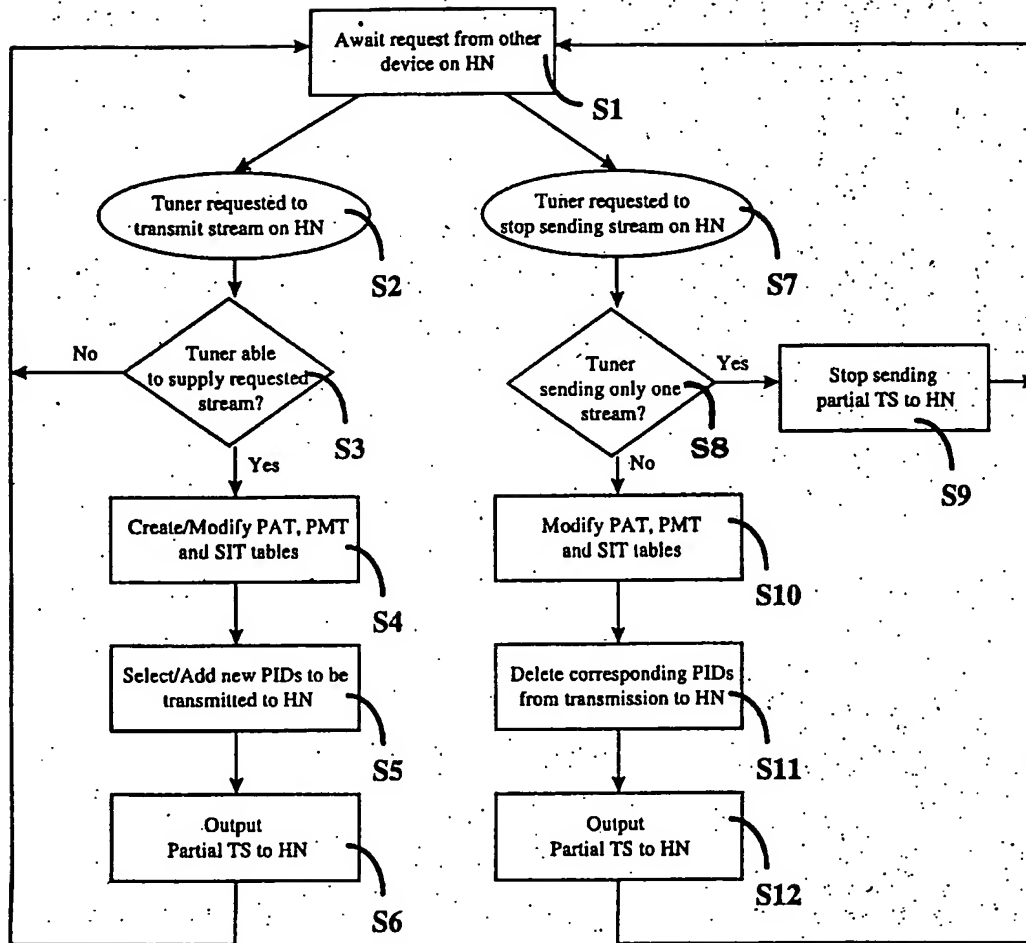 Await request from other
device on HN
S1
Tuner requested to
transmit stream on HN
S2
Tuner requested to
stop sending stream on HN
S7
No
Tuner able
to supply requested
stream?
S3
Yes
Tuner
sending only one
stream?
S8
Yes
Stop sending
partial TS to HN
S9
No
Create/Modify PAT, PMT
and SIT tables
S4
Modify PAT, PMT
and SIT tables
S10
Select/Add new PIDs to be
transmitted to HN
S5
Delete corresponding PIDs
from transmission to HN
S11
Output
Partial TS to HN
S6
Output
Partial TS to HN
S12